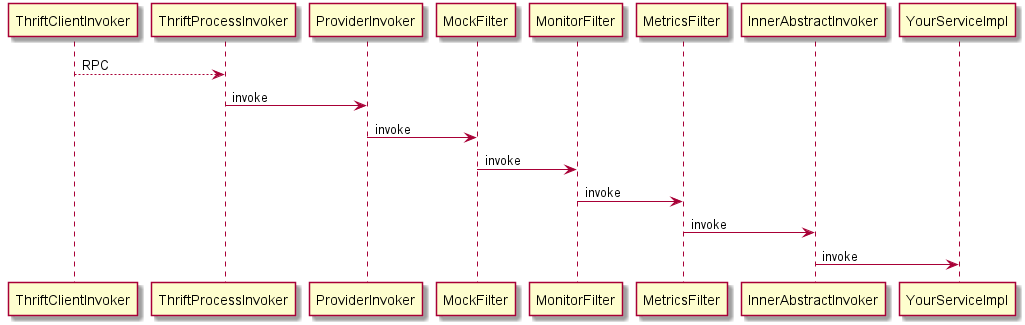 ThriftClientInvoker ThriftProcessInvoker ProviderInvoker MockFilter MonitorFilter MetricsFilter InnerAbstractInvoker YourServiceImpl
RPC
invoke
invoke
invoke
invoke
invoke
invoke
ThriftClientInvoker ThriftProcessInvoker ProviderInvoker MockFilter MonitorFilter MetricsFilter InnerAbstractInvoker YourServiceImpl